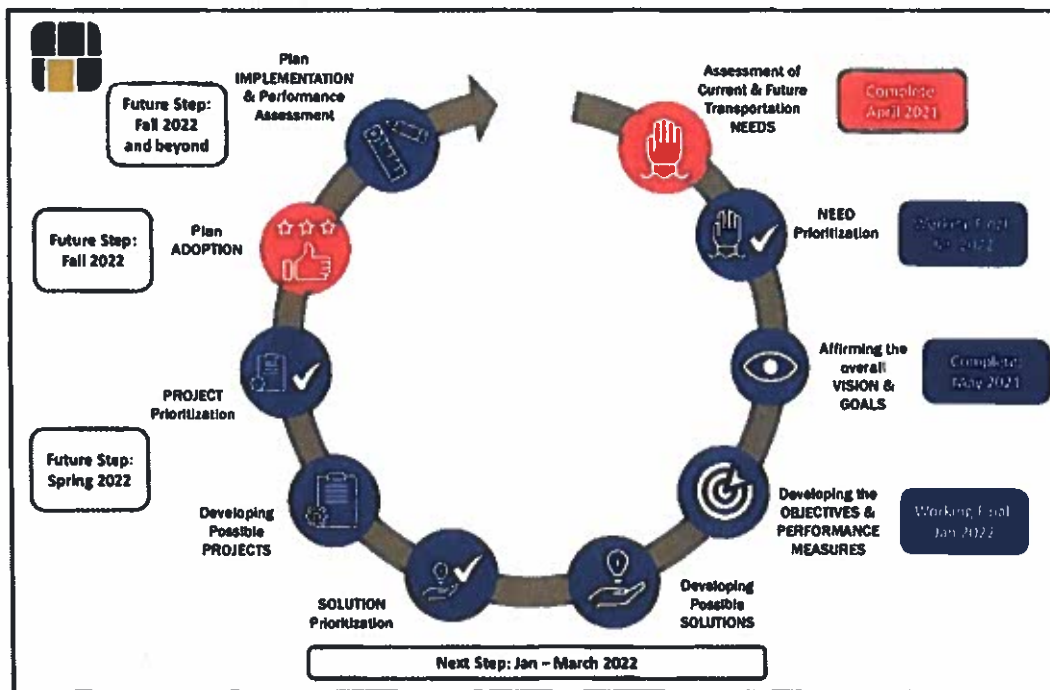 Plan
IMPLEMENTATION
& Performance
Assessment
Future Step:
Fall 2022
and beyond
Assessment of
Current & Future
Transportation
NEEDS
Complete
April 2021
Future Step:
Fall 2022
Plan
ADOPTION
NEED
Prioritization
Working Final
2022
Affirming the
overall
VISION &
GOALS
Complete
May 2021
PROJECT
Prioritization
Future Step:
Spring 2022
Developing
Possible
PROJECTS
Developing the
OBJECTIVES &
PERFORMANCE
MEASURES
Working Final
Jan 2022
SOLUTION
Prioritization
Developing
Possible
SOLUTIONS
Next Step: Jan – March 2022